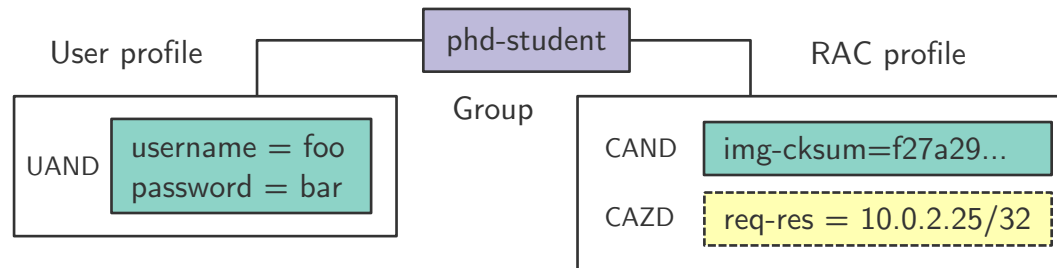 phd-student
User profile
RAC profile
Group
UAND
username = foo
password = bar
CAND
img-cksum=f27a29...
CAZD
req-res = 10.0.2.25/32